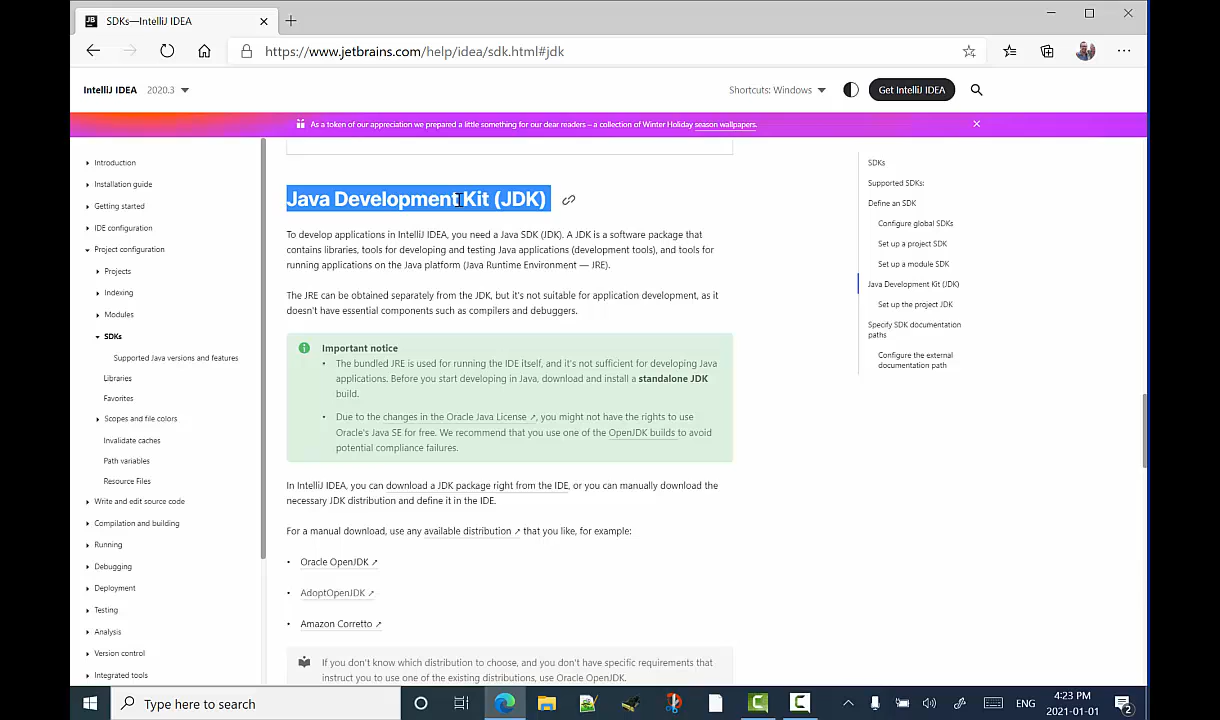 SDKs—IntelliJ IDEA
https://www.jetbrains.com/help/idea/sdk.html#jdk
IntelliJ IDEA 2020.3
Shortcuts: Windows
Get IntelliJ IDEA
As a token of our appreciation we prepared a little something for our dear readers – a collection of Winter Holiday season wallpapers.
Introduction
Installation guide
Getting started
IDE configuration
Project configuration
Projects
Indexing
Modules
SDKs
Supported Java versions and features
Libraries
Favorites
Scopes and file colors
Invalidate caches
Path variables
Resource Files
Write and edit source code
Compilation and building
Running
Debugging
Deployment
Testing
Analysis
Version control
Integrated tools
Java Development Kit (JDK)
To develop applications in IntelliJ IDEA, you need a Java SDK (JDK). A JDK is a software package that
contains libraries, tools for developing and testing Java applications (development tools), and tools for
running applications on the Java platform (Java Runtime Environment — JRE).
The JRE can be obtained separately from the JDK, but it's not suitable for application development, as it
doesn't have essential components such as compilers and debuggers.
Important notice
• The bundled JRE is used for running the IDE itself, and it's not sufficient for developing Java
applications. Before you start developing in Java, download and install a standalone JDK
build.
• Due to the changes in the Oracle Java License ↗, you might not have the rights to use
Oracle's Java SE for free. We recommend that you use one of the OpenJDK builds to avoid
potential compliance failures.
In IntelliJ IDEA, you can download a JDK package right from the IDE, or you can manually download the
necessary JDK distribution and define it in the IDE.
For a manual download, use any available distribution ↗ that you like, for example:
• Oracle OpenJDK ↗
• AdoptOpenJDK ↗
• Amazon Corretto ↗
If you don't know which distribution to choose, and you don't have specific requirements that
instruct you to use one of the existing distributions, use Oracle OpenJDK.
SDKs
Supported SDKs:
Define an SDK
Configure global SDKs
Set up a project SDK
Set up a module SDK
Java Development Kit (JDK)
Set up the project JDK
Specify SDK documentation
paths
Configure the external
documentation path
Type here to search
ENG
4:23 PM
2021-01-01
2